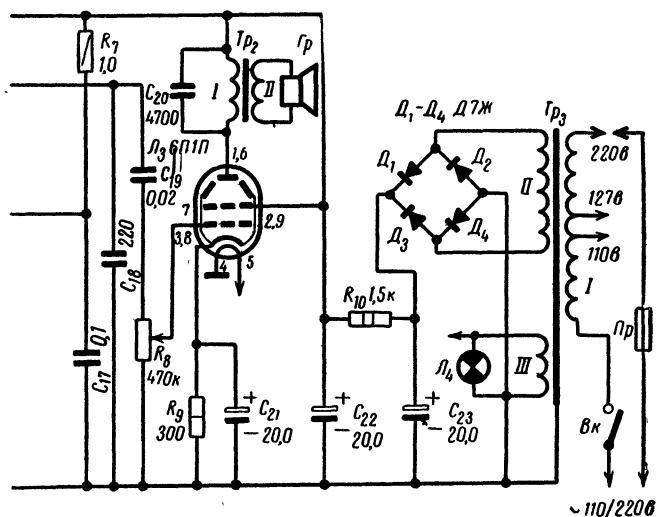 R7
1,0
C20
4700
Тр2
I
II
Гр
Л3 6П1П
1,6
C19
0,02
7
3,8
2,9
4
5
220
C18
0,1
C17
R8
470к
R9
300
+
C21
— 20,0
R10 1,5к
+
C22
— 20,0
+
C23
— 20,0
Д1-Д4 Д7Ж
Д1
Д2
Д3
Д4
Тр3
II
220в
127в
110в
I
Л4
III
Пр
Вк
~110/220в